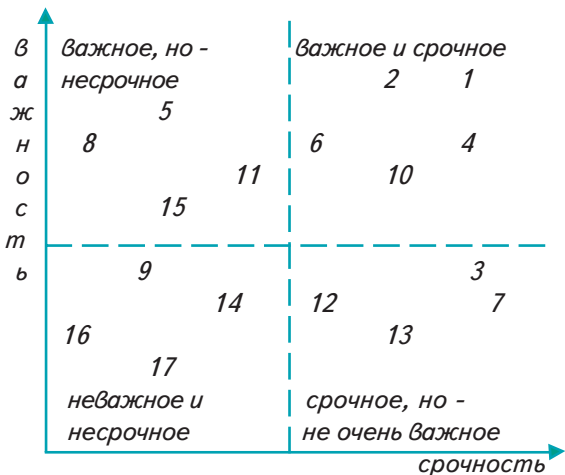 важность
важное, но -
несрочное
5
8
11
15
важное и срочное
2 1
6 4
10
9
14
16
17
неважное и
несрочное
3
12 7
13
срочное, но -
не очень важное
срочность